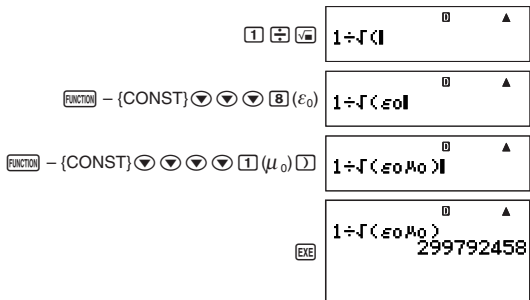 1 ÷ √■ D ▲
1÷√(
FUNCTION – {CONST} ▼ ▼ ▼ 8 (ε₀) D ▲
1÷√(ε₀
FUNCTION – {CONST} ▼ ▼ ▼ ▼ 1 (μ₀) ) D ▲
1÷√(ε₀μ₀)
EXE D ▲
1÷√(ε₀μ₀)
299792458